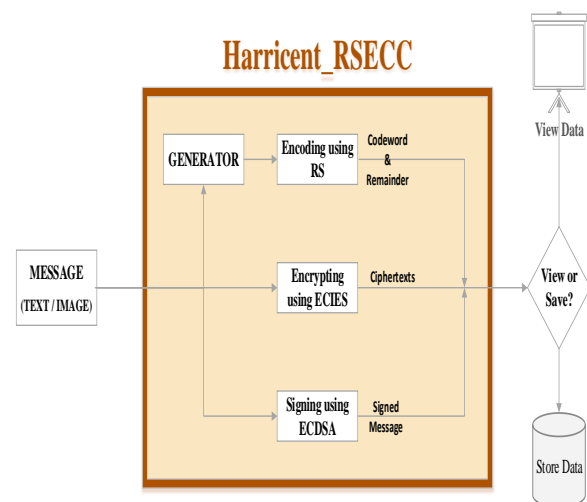 Harricent_RSECC
View Data
GENERATOR
Encoding using
RS
Codeword
&
Remainder
MESSAGE
(TEXT / IMAGE)
Encrypting
using ECIES
Ciphertexts
View or
Save?
Signing using
ECDSA
Signed
Message
Store Data